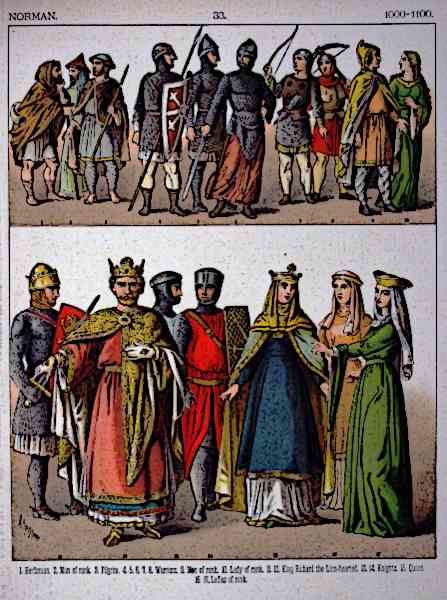 NORMAN. 33. 1000-1100.
1. Herdsman. 2. Man of rank. 3. Pilgrim. 4. 5. 6. 7. 8. Warriors. 9. Man of rank. 10. Lady of rank. 11. 12. King Richard the Lion-hearted. 13. 14. Knights. 15. Queen.
16. 17. Ladies of rank.